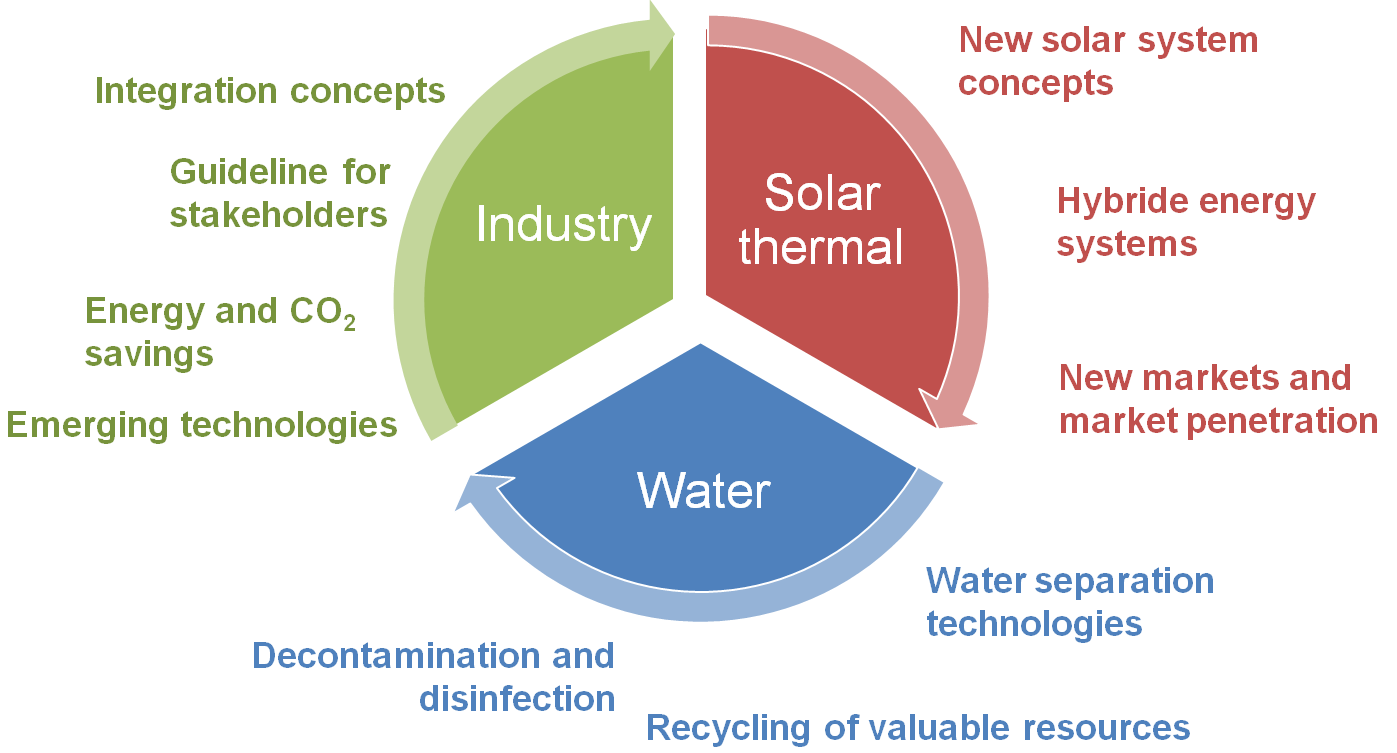 Integration concepts
Guideline for
stakeholders
Energy and CO₂
savings
Emerging technologies
Industry
Solar
thermal
New solar system
concepts
Hybride energy
systems
New markets and
market penetration
Water
Water separation
technologies
Decontamination and
disinfection
Recycling of valuable resources